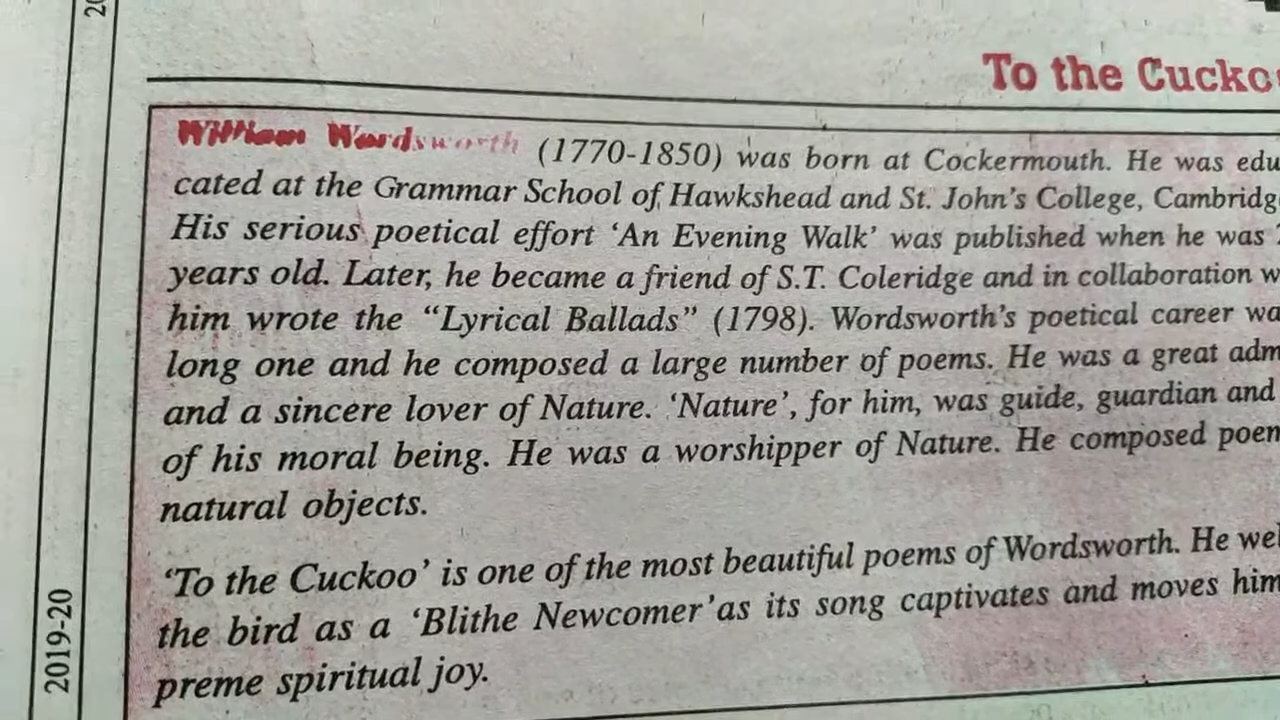 20
To the Cucko
William Wordsworth (1770-1850) was born at Cockermouth. He was edu
cated at the Grammar School of Hawkshead and St. John's College, Cambridg
His serious poetical effort 'An Evening Walk' was published when he was
years old. Later, he became a friend of S.T. Coleridge and in collaboration w
him wrote the "Lyrical Ballads" (1798). Wordsworth's poetical career wa
long one and he composed a large number of poems. He was a great adm
and a sincere lover of Nature. 'Nature', for him, was guide, guardian and
of his moral being. He was a worshipper of Nature. He composed poem
natural objects.
'To the Cuckoo' is one of the most beautiful poems of Wordsworth. He wel
the bird as a 'Blithe Newcomer' as its song captivates and moves him
preme spiritual joy.
2019-20